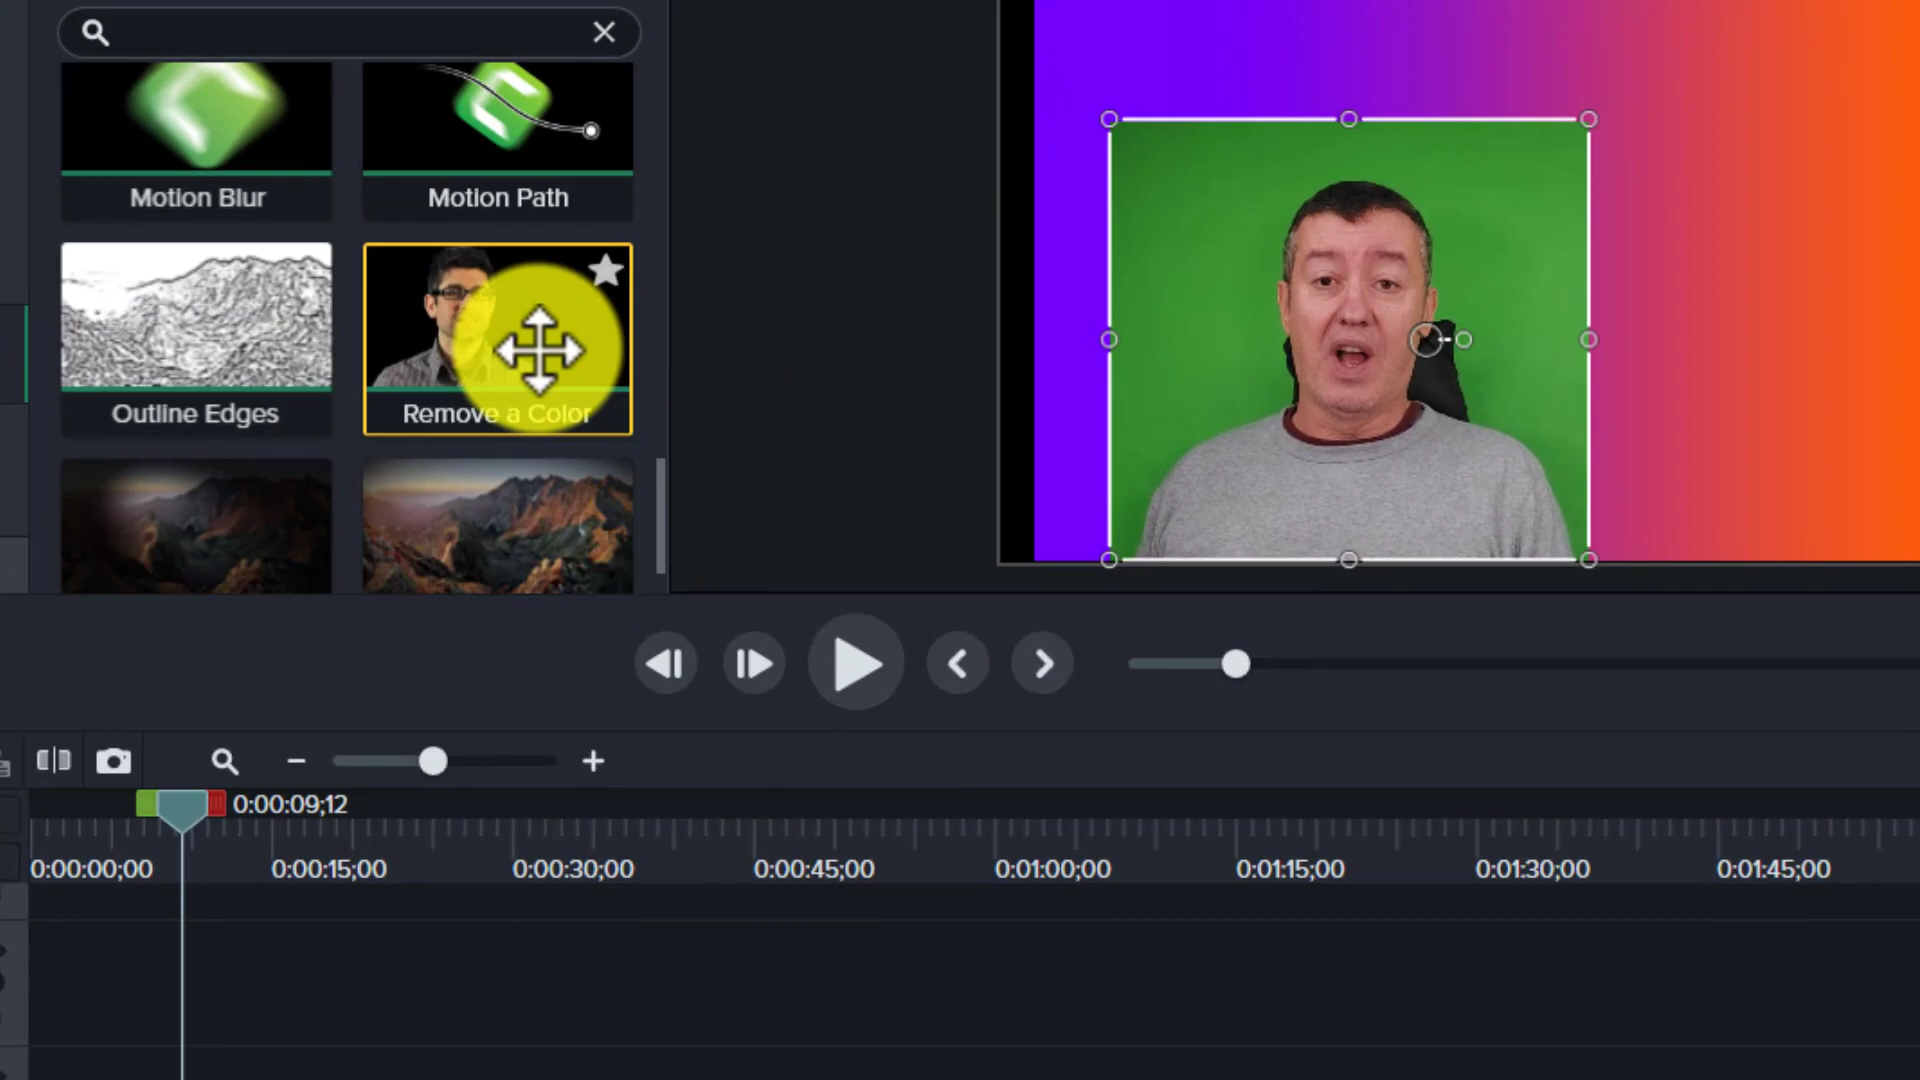 Motion Blur
Motion Path
Outline Edges
Remove a Color
0:00:09;12
0:00:00;00
0:00:15;00
0:00:30;00
0:00:45;00
0:01:00;00
0:01:15;00
0:01:30;00
0:01:45;00